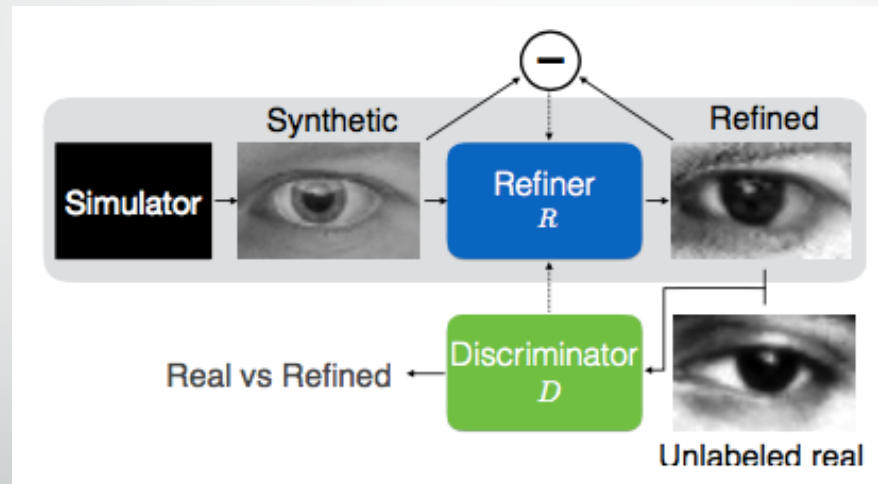 Synthetic
Refined
Simulator
Refiner
R
Discriminator
D
Real vs Refined
Unlabeled real